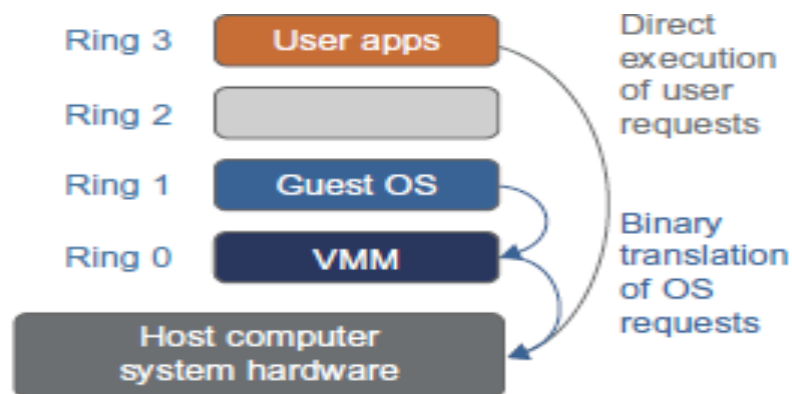 Ring 3
User apps
Direct
execution
of user
requests
Ring 2
Ring 1
Guest OS
Ring 0
VMM
Binary
translation
of OS
requests
Host computer
system hardware